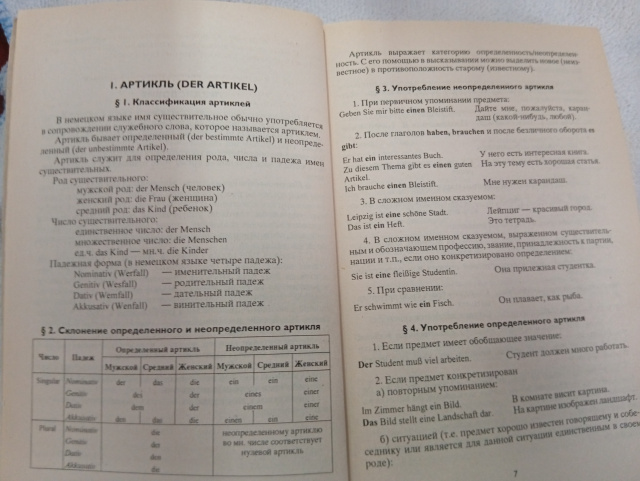 I. АРТИКЛЬ (DER ARTIKEL)
§ 1. Классификация артиклей
В немецком языке имя существительное обычно употребляется
в сопровождении служебного слова, которое называется артиклем.
Артикль бывает определенный (der bestimmte Artikel) и неопреде-
ленный (der unbestimmte Artikel).
Артикль служит для определения рода, числа и падежа имен
существительных.
Род существительного:
мужской род: der Mensch (человек)
женский род: die Frau (женщина)
средний род: das Kind (ребенок)
Число существительного:
единственное число: der Mensch
множественное число: die Menschen
ед.ч. das Kind — мн.ч. die Kinder
Падежная форма (в немецком языке четыре падежа):
Nominativ (Werfall) — именительный падеж
Genitiv (Wesfall) — родительный падеж
Dativ (Wemfall) — дательный падеж
Akkusativ (Wenfall) — винительный падеж
§ 2. Склонение определенного и неопределенного артикля
Число Падеж Определенный артикль Неопределенный артикль
Мужской Средний Женский Мужской Средний Женский
Singular Nominativ der das die ein ein eine
Genitiv des der eines einer
Dativ dem der einem einer
Akkusativ den das die einen ein eine
Plural Nominativ die неопределенному артиклю
Genitiv der во мн. числе соответствует
Dativ den нулевой артикль
Akkusativ die
Артикль выражает категорию определенность/неопределен-
ность. С его помощью в высказывании можно выделить новое (неиз-
вестное) в противоположность старому (известному).
§ 3. Употребление неопределенного артикля
1. При первичном упоминании предмета:
Geben Sie mir bitte einen Bleistift. Дайте мне, пожалуйста, каран-
даш (какой-нибудь, любой).
2. После глаголов haben, brauchen и после безличного оборота es
gibt:
Er hat ein interessantes Buch. У него есть интересная книга.
Zu diesem Thema gibt es einen guten На эту тему есть хорошая статья.
Artikel.
Ich brauche einen Bleistift. Мне нужен карандаш.
3. В сложном именном сказуемом:
Leipzig ist eine schöne Stadt. Лейпциг — красивый город.
Das ist ein Heft. Это тетрадь.
4. В сложном именном сказуемом, выраженном существитель-
ным и обозначающем профессию, звание, принадлежность к партии,
нации и т.п., если оно конкретизировано определением:
Sie ist eine fleißige Studentin. Она прилежная студентка.
5. При сравнении:
Er schwimmt wie ein Fisch. Он плавает, как рыба.
§ 4. Употребление определенного артикля
1. Если предмет имеет обобщающее значение:
Der Student muß viel arbeiten. Студент должен много работать.
2. Если предмет конкретизирован
а) повторным упоминанием:
Im Zimmer hängt ein Bild. В комнате висит картина.
Das Bild stellt eine Landschaft dar. На картине изображен ландшафт.
б) ситуацией (т.е. предмет хорошо известен говорящему и собе-
седнику или является для данной ситуации единственным в своем
роде):
7